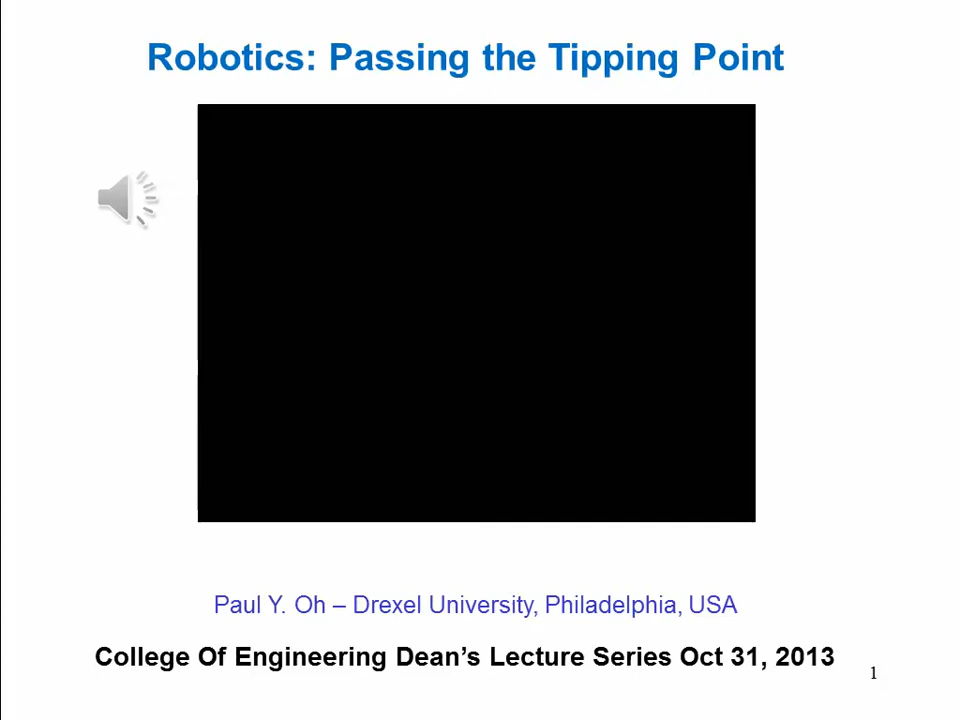 Robotics: Passing the Tipping Point
Paul Y. Oh – Drexel University, Philadelphia, USA
College Of Engineering Dean’s Lecture Series Oct 31, 2013
1